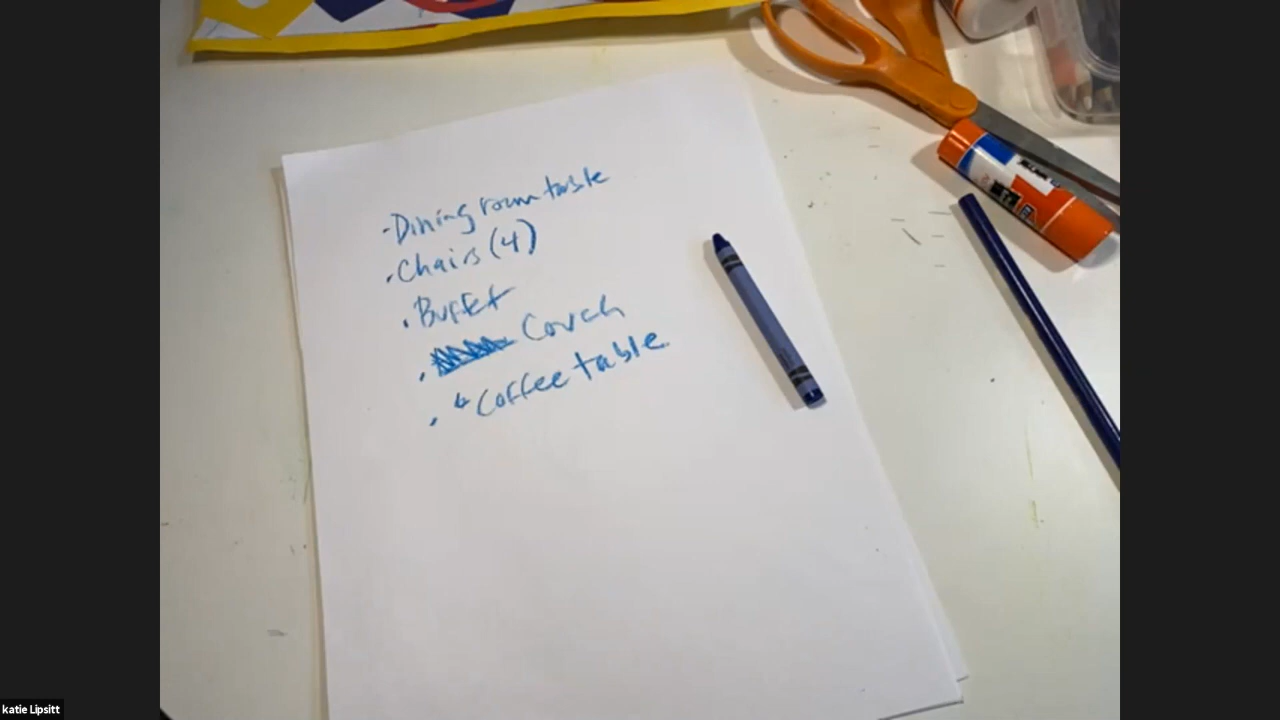 ·Dining room table
·Chairs (4)
·Buffet
· Couch
· Coffee table
katie Lipsitt